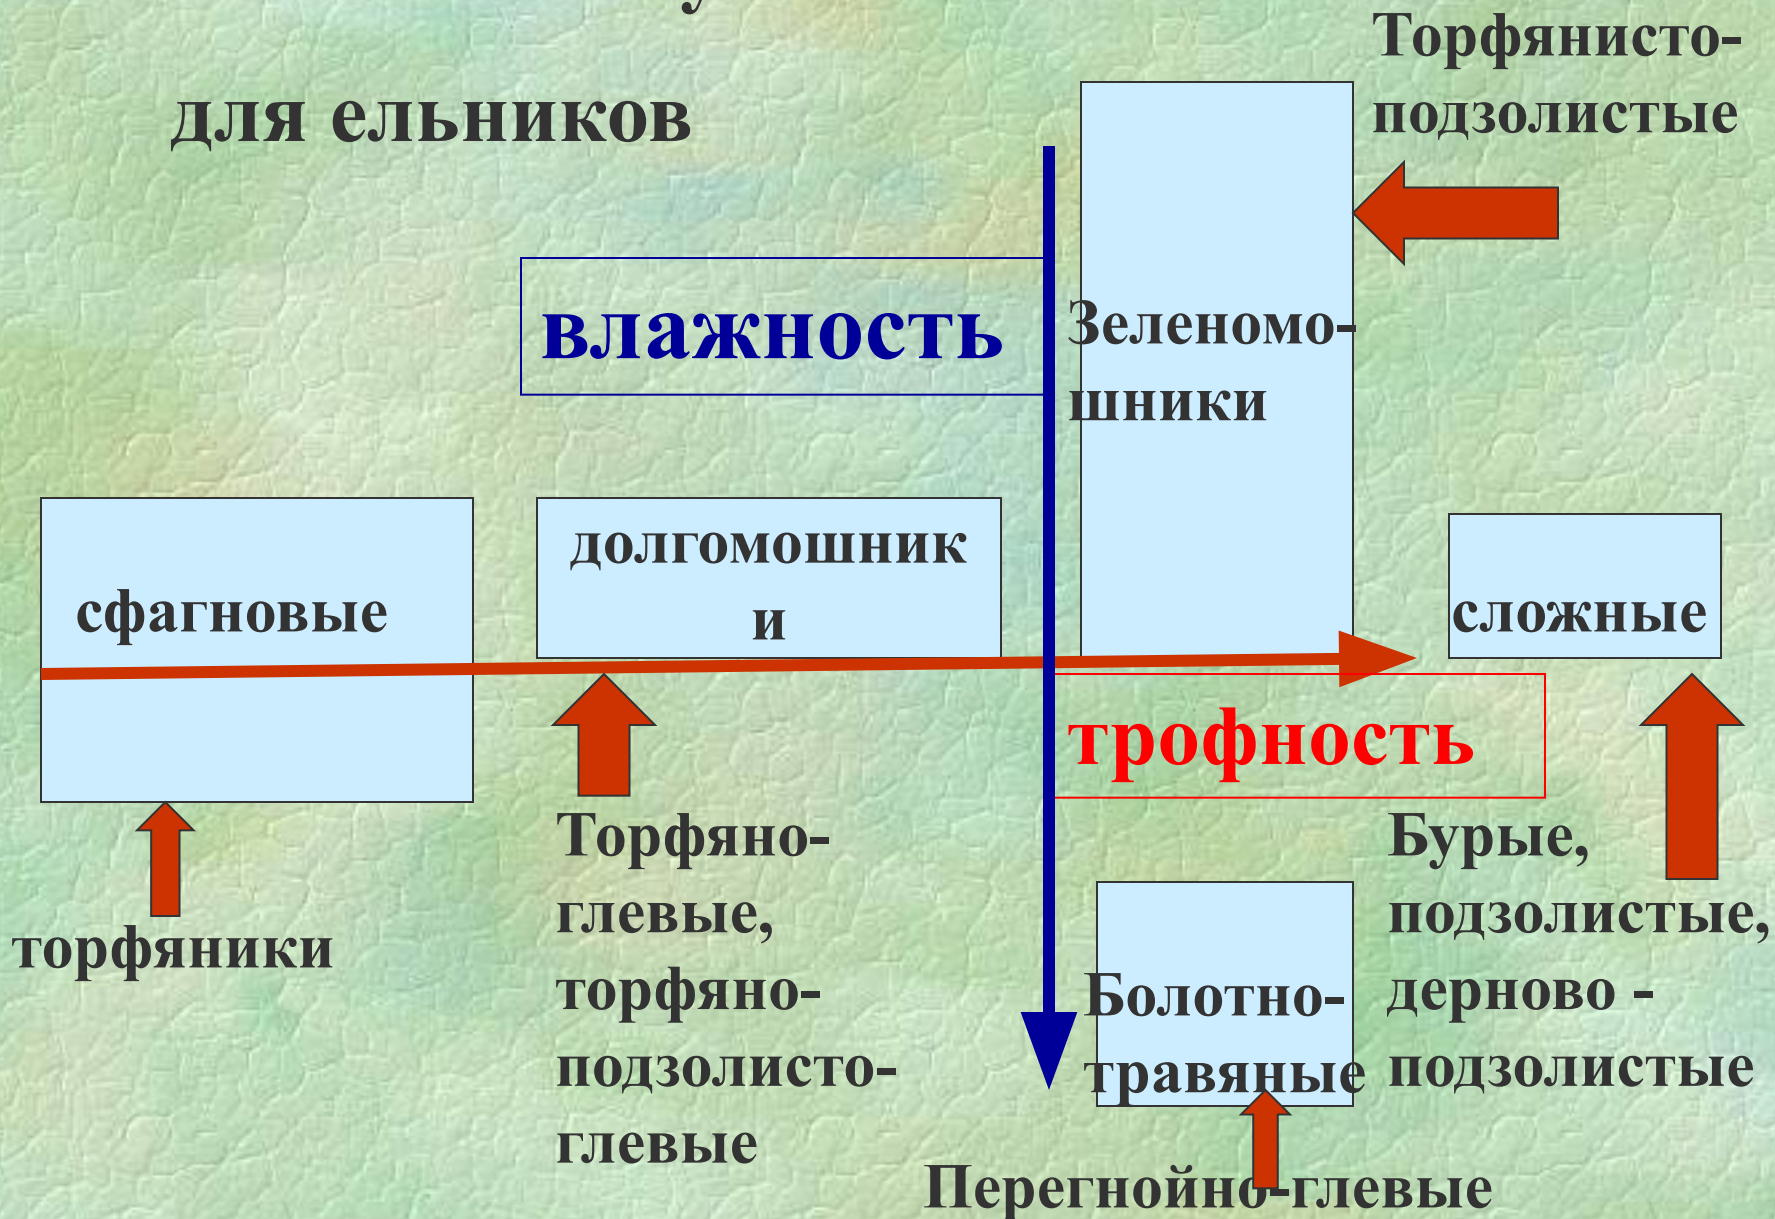 для ельников
Торфянисто-
подзолистые
влажность
Зеленомо-
шники
сфагновые
долгомошник
и
сложные
трофность
торфяники
Торфяно-
глевые,
торфяно-
подзолисто-
глевые
Болотно-
травяные
Бурые,
подзолистые,
дерново -
подзолистые
Перегнойно-глевые